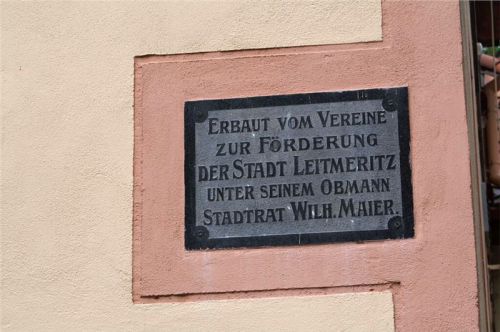 ERBAUT VOM VEREINE
ZUR FÖRDERUNG
DER STADT LEITMERITZ
UNTER SEINEM OBMANN
STADTRAT WILH. MAIER.